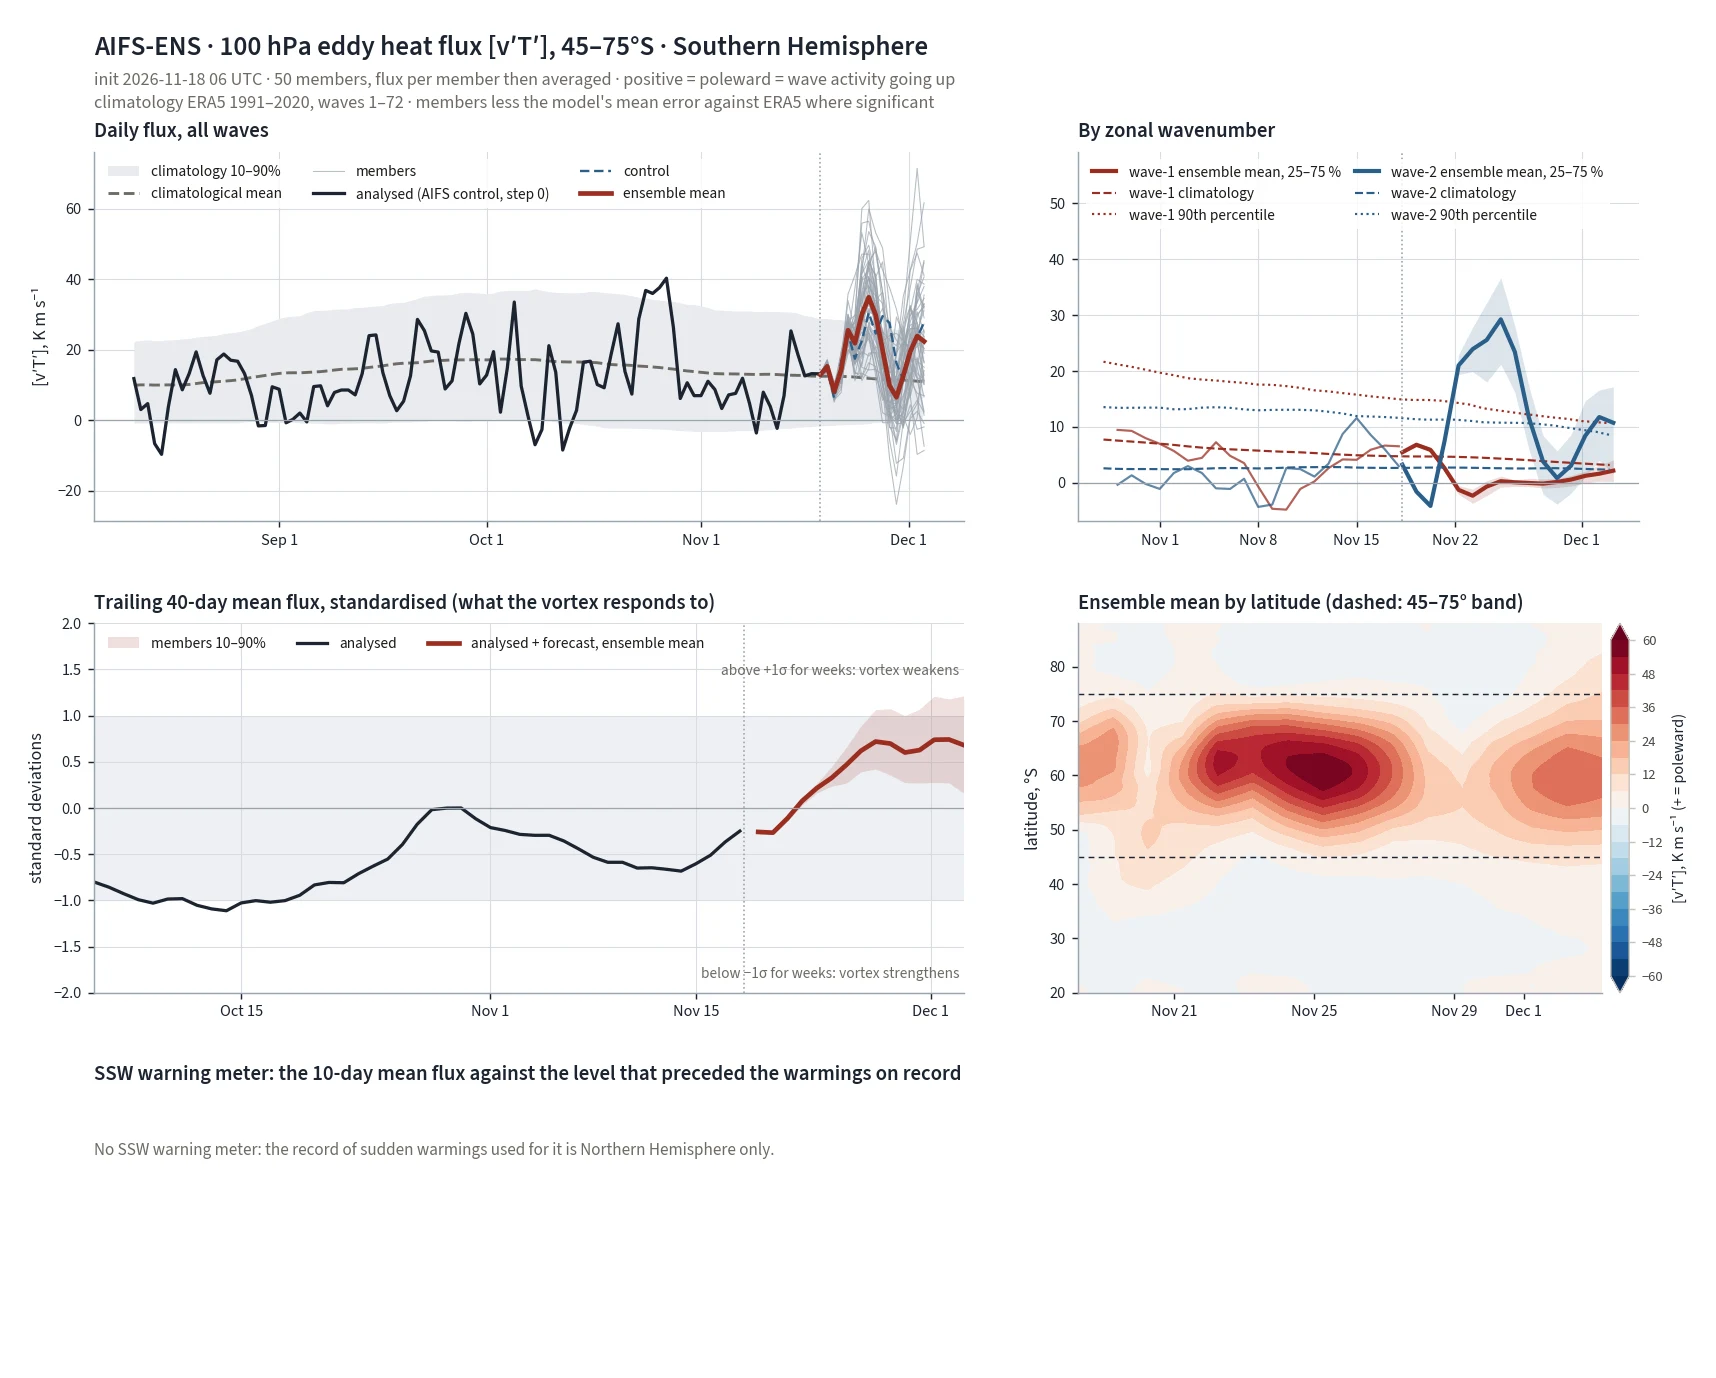 AIFS-ENS · 100 hPa eddy heat flux [v′T′], 45–75°S · Southern Hemisphere
init 2026-11-18 06 UTC · 50 members, flux per member then averaged · positive = poleward = wave activity going up
climatology ERA5 1991–2020, waves 1–72 · members less the model's mean error against ERA5 where significant
Daily flux, all waves
climatology 10–90%
members
control
climatological mean
analysed (AIFS control, step 0)
ensemble mean
[v′T′], K m s⁻¹
60
40
20
0
−20
Sep 1
Oct 1
Nov 1
Dec 1
By zonal wavenumber
wave-1 ensemble mean, 25–75 %
wave-2 ensemble mean, 25–75 %
wave-1 climatology
wave-2 climatology
wave-1 90th percentile
wave-2 90th percentile
50
40
30
20
10
0
Nov 1
Nov 8
Nov 15
Nov 22
Dec 1
Trailing 40-day mean flux, standardised (what the vortex responds to)
members 10–90%
analysed
analysed + forecast, ensemble mean
above +1σ for weeks: vortex weakens
below −1σ for weeks: vortex strengthens
standard deviations
2.0
1.5
1.0
0.5
0.0
−0.5
−1.0
−1.5
−2.0
Oct 15
Nov 1
Nov 15
Dec 1
Ensemble mean by latitude (dashed: 45–75° band)
latitude, °S
80
70
60
50
40
30
20
Nov 21
Nov 25
Nov 29
Dec 1
60
48
36
24
12
0
−12
−24
−36
−48
−60
[v′T′], K m s⁻¹ (+ = poleward)
SSW warning meter: the 10-day mean flux against the level that preceded the warmings on record
No SSW warning meter: the record of sudden warmings used for it is Northern Hemisphere only.